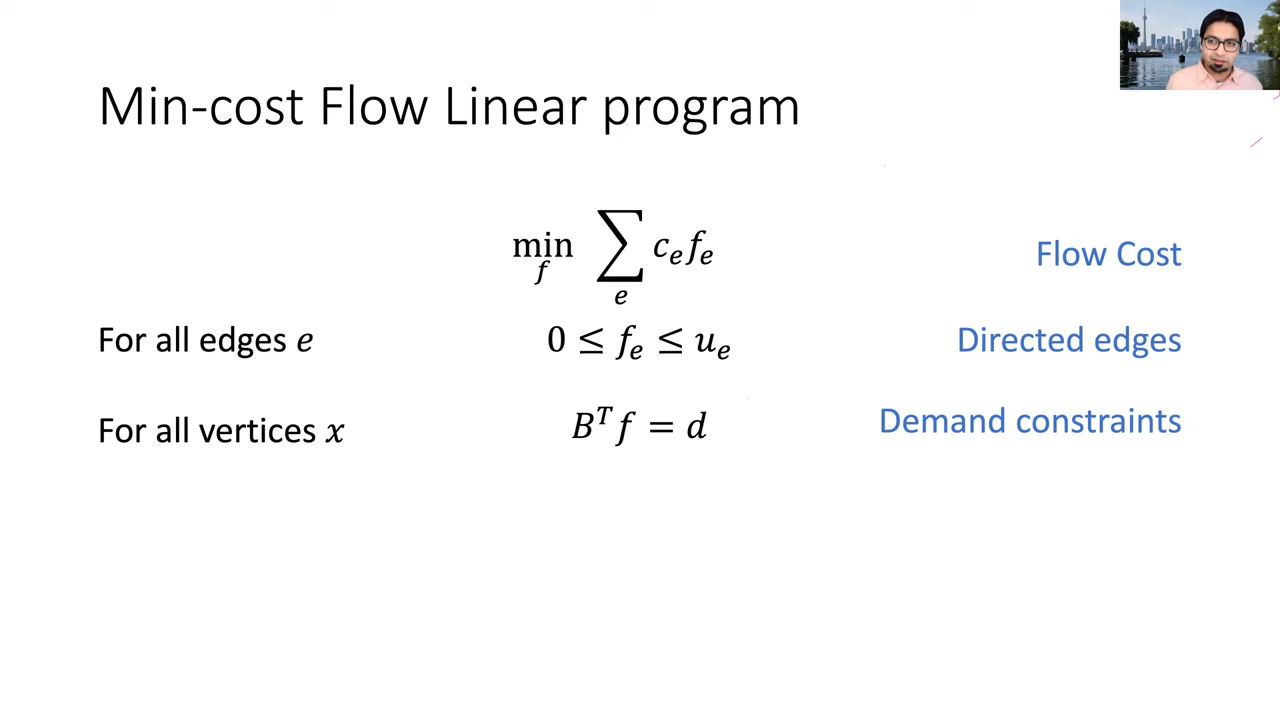 Min-cost Flow Linear program
min_f ∑_e c_e f_e
Flow Cost
For all edges e
0 ≤ f_e ≤ u_e
Directed edges
For all vertices x
B^T f = d
Demand constraints